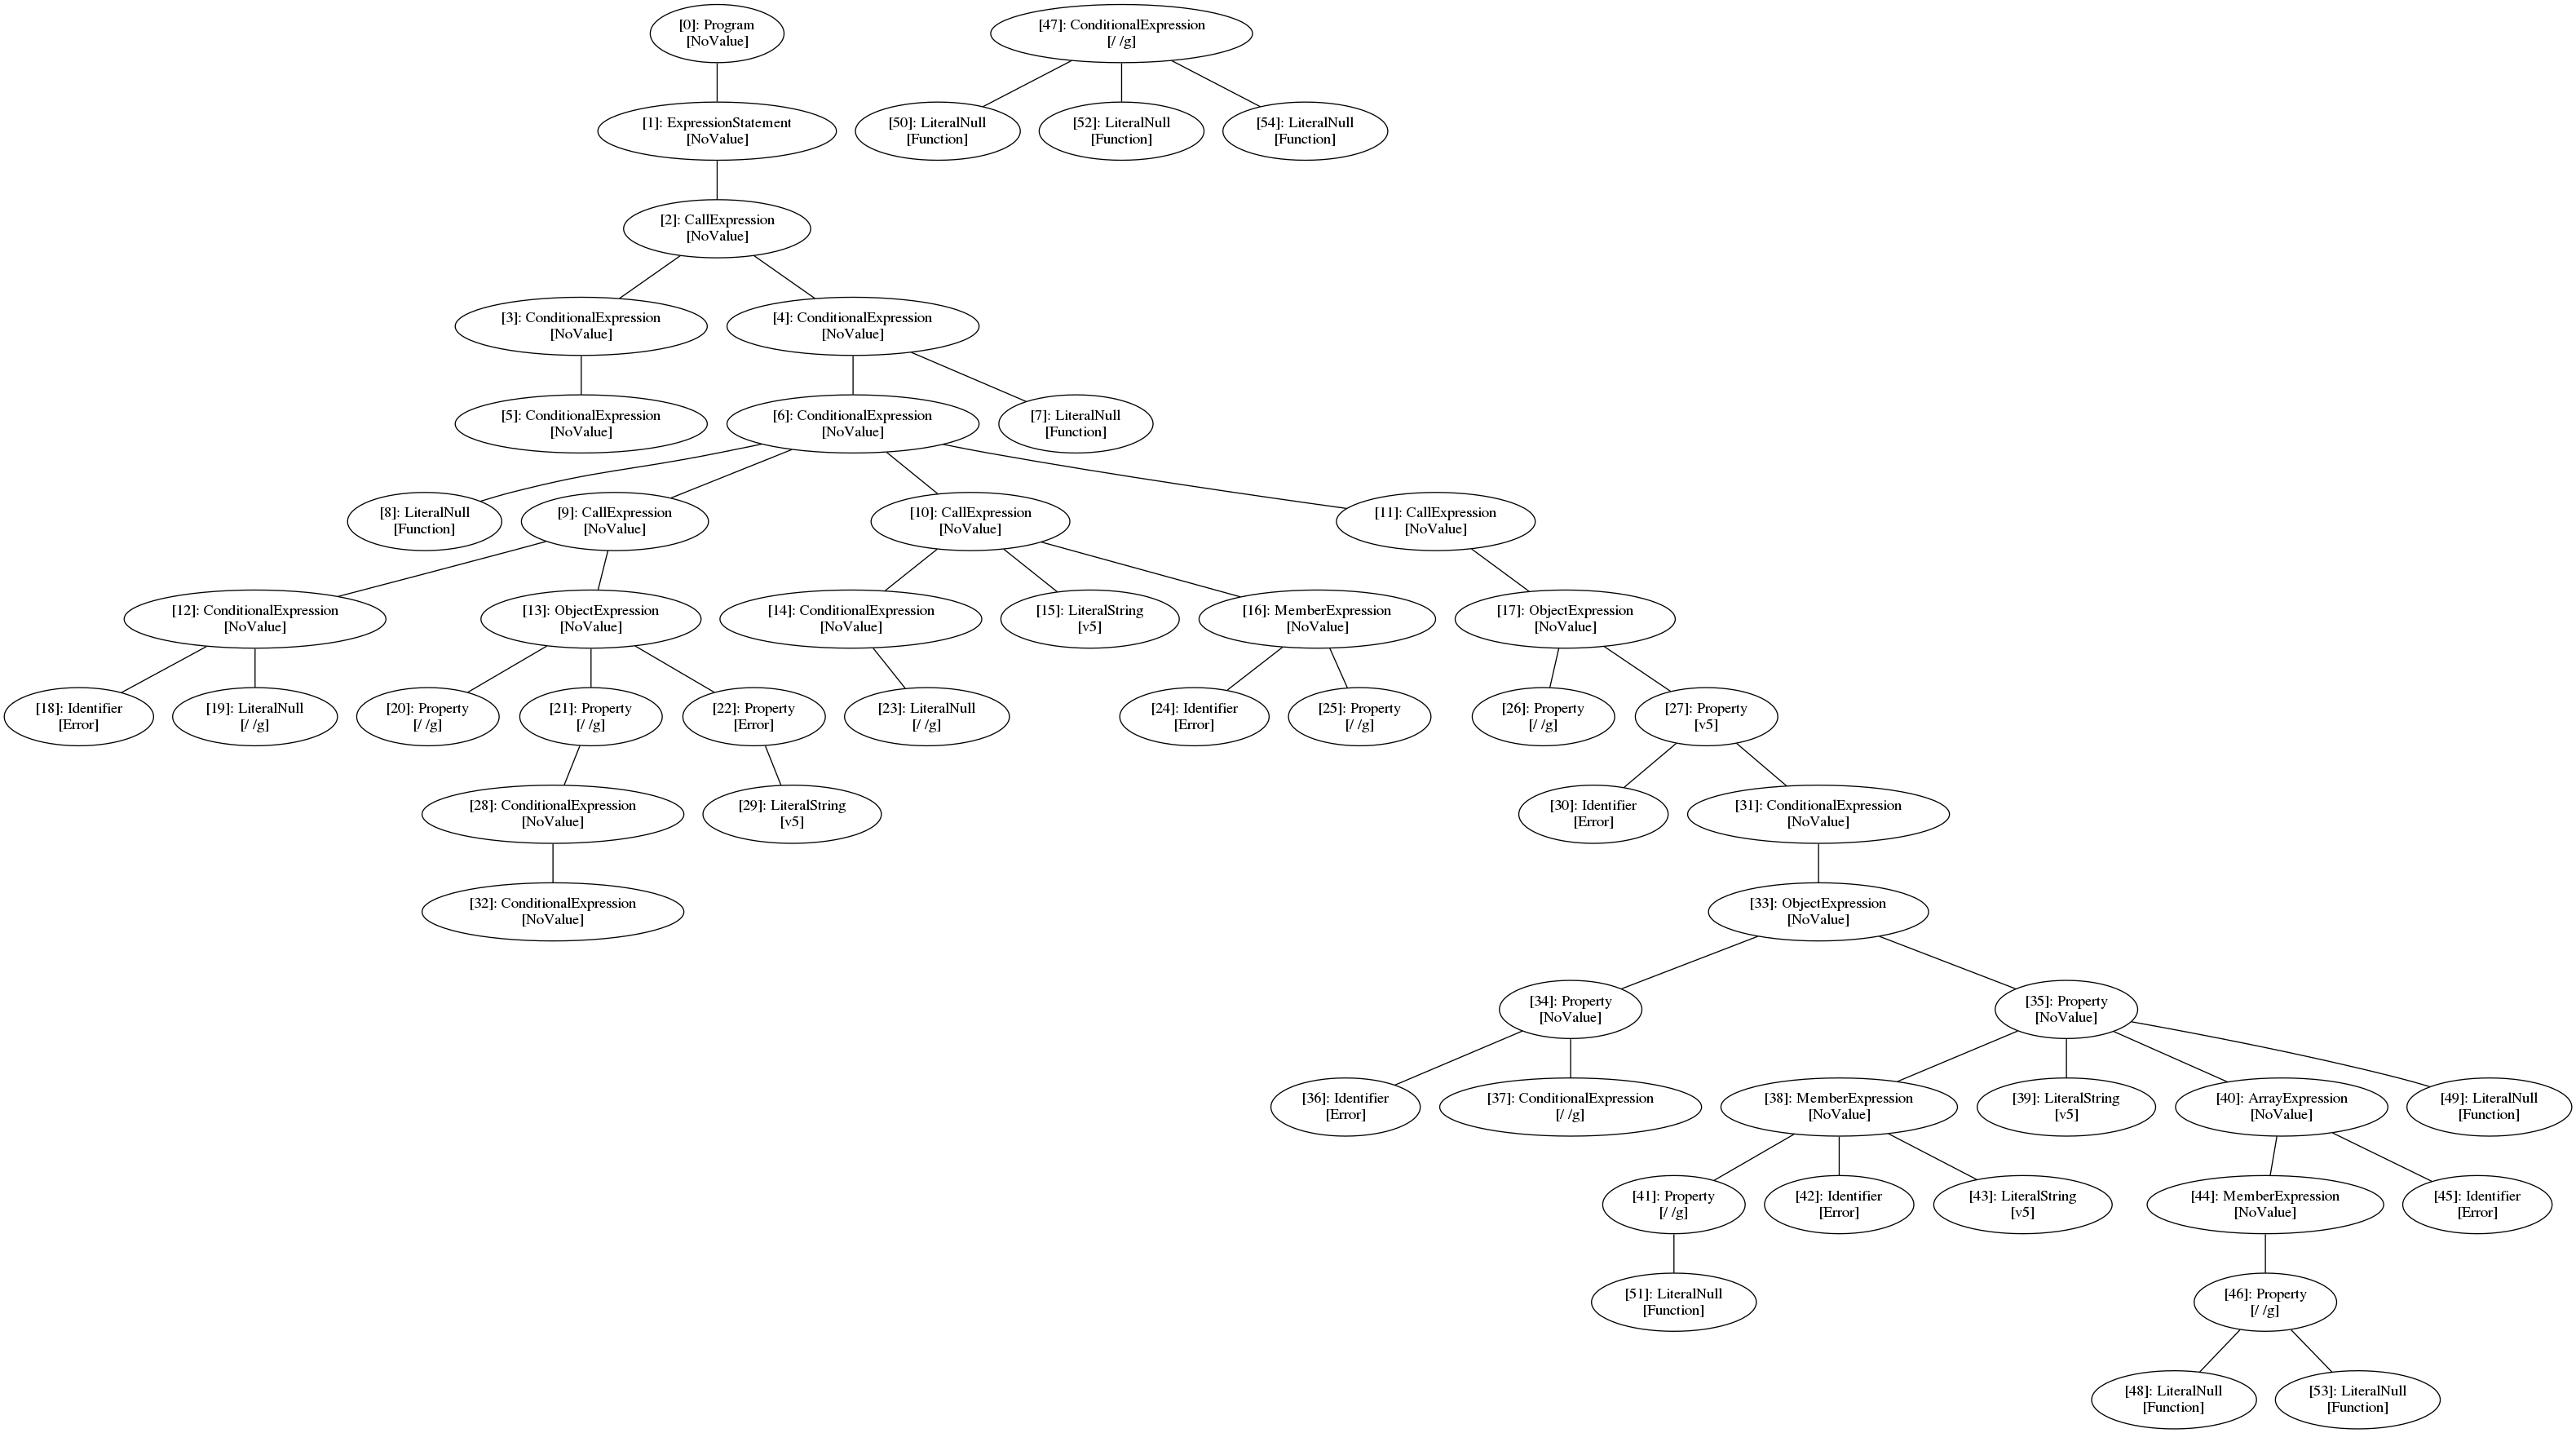 [0]: Program
[NoValue]
[47]: ConditionalExpression
[/ /g]
[1]: ExpressionStatement
[NoValue]
[50]: LiteralNull
[Function]
[52]: LiteralNull
[Function]
[54]: LiteralNull
[Function]
[2]: CallExpression
[NoValue]
[3]: ConditionalExpression
[NoValue]
[4]: ConditionalExpression
[NoValue]
[5]: ConditionalExpression
[NoValue]
[6]: ConditionalExpression
[NoValue]
[7]: LiteralNull
[Function]
[8]: LiteralNull
[Function]
[9]: CallExpression
[NoValue]
[10]: CallExpression
[NoValue]
[11]: CallExpression
[NoValue]
[12]: ConditionalExpression
[NoValue]
[13]: ObjectExpression
[NoValue]
[14]: ConditionalExpression
[NoValue]
[15]: LiteralString
[v5]
[16]: MemberExpression
[NoValue]
[17]: ObjectExpression
[NoValue]
[18]: Identifier
[Error]
[19]: LiteralNull
[/ /g]
[20]: Property
[/ /g]
[21]: Property
[/ /g]
[22]: Property
[Error]
[23]: LiteralNull
[/ /g]
[24]: Identifier
[Error]
[25]: Property
[/ /g]
[26]: Property
[/ /g]
[27]: Property
[v5]
[28]: ConditionalExpression
[NoValue]
[29]: LiteralString
[v5]
[30]: Identifier
[Error]
[31]: ConditionalExpression
[NoValue]
[32]: ConditionalExpression
[NoValue]
[33]: ObjectExpression
[NoValue]
[34]: Property
[NoValue]
[35]: Property
[NoValue]
[36]: Identifier
[Error]
[37]: ConditionalExpression
[/ /g]
[38]: MemberExpression
[NoValue]
[39]: LiteralString
[v5]
[40]: ArrayExpression
[NoValue]
[49]: LiteralNull
[Function]
[41]: Property
[/ /g]
[42]: Identifier
[Error]
[43]: LiteralString
[v5]
[44]: MemberExpression
[NoValue]
[45]: Identifier
[Error]
[51]: LiteralNull
[Function]
[46]: Property
[/ /g]
[48]: LiteralNull
[Function]
[53]: LiteralNull
[Function]